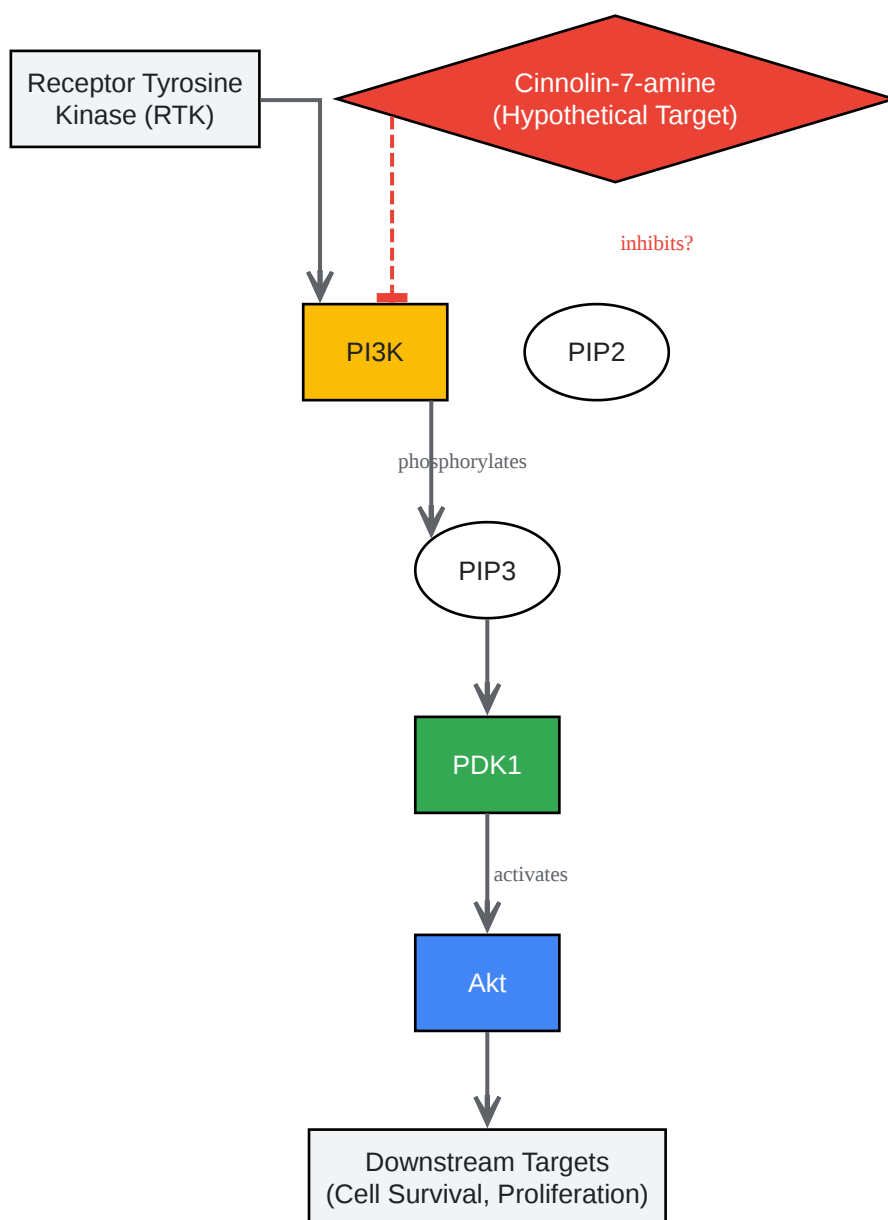 Receptor Tyrosine
Kinase (RTK)
Cinnolin-7-amine
(Hypothetical Target)
inhibits?
PI3K
PIP2
phosphorylates
PIP3
PDK1
activates
Akt
Downstream Targets
(Cell Survival, Proliferation)